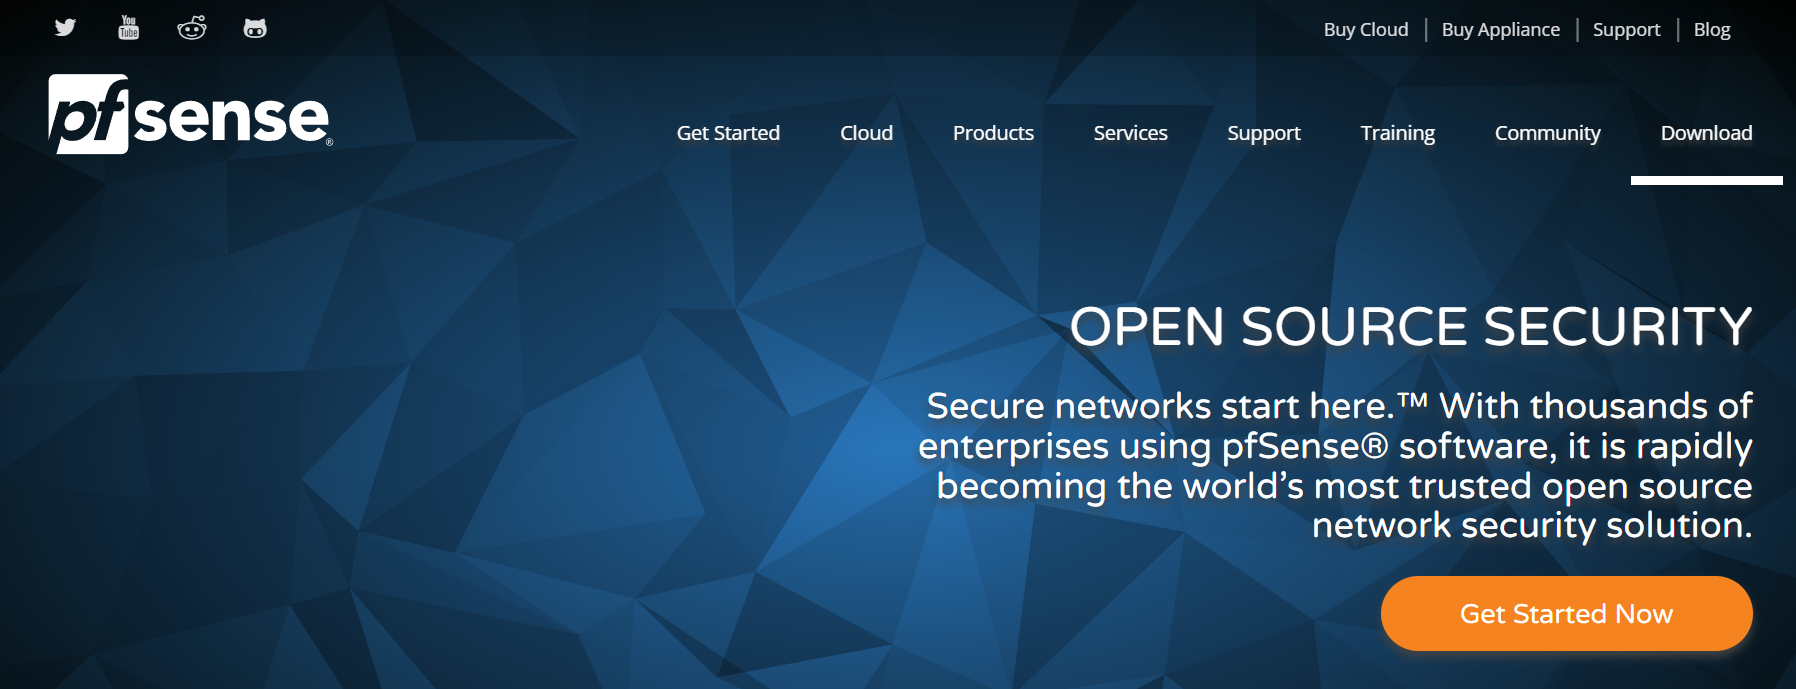 You
Tube
Buy Cloud
Buy Appliance
Support
Blog
pfsense®
Get Started
Cloud
Products
Services
Support
Training
Community
Download
OPEN SOURCE SECURITY
Secure networks start here.™ With thousands of
enterprises using pfSense® software, it is rapidly
becoming the world’s most trusted open source
network security solution.
Get Started Now